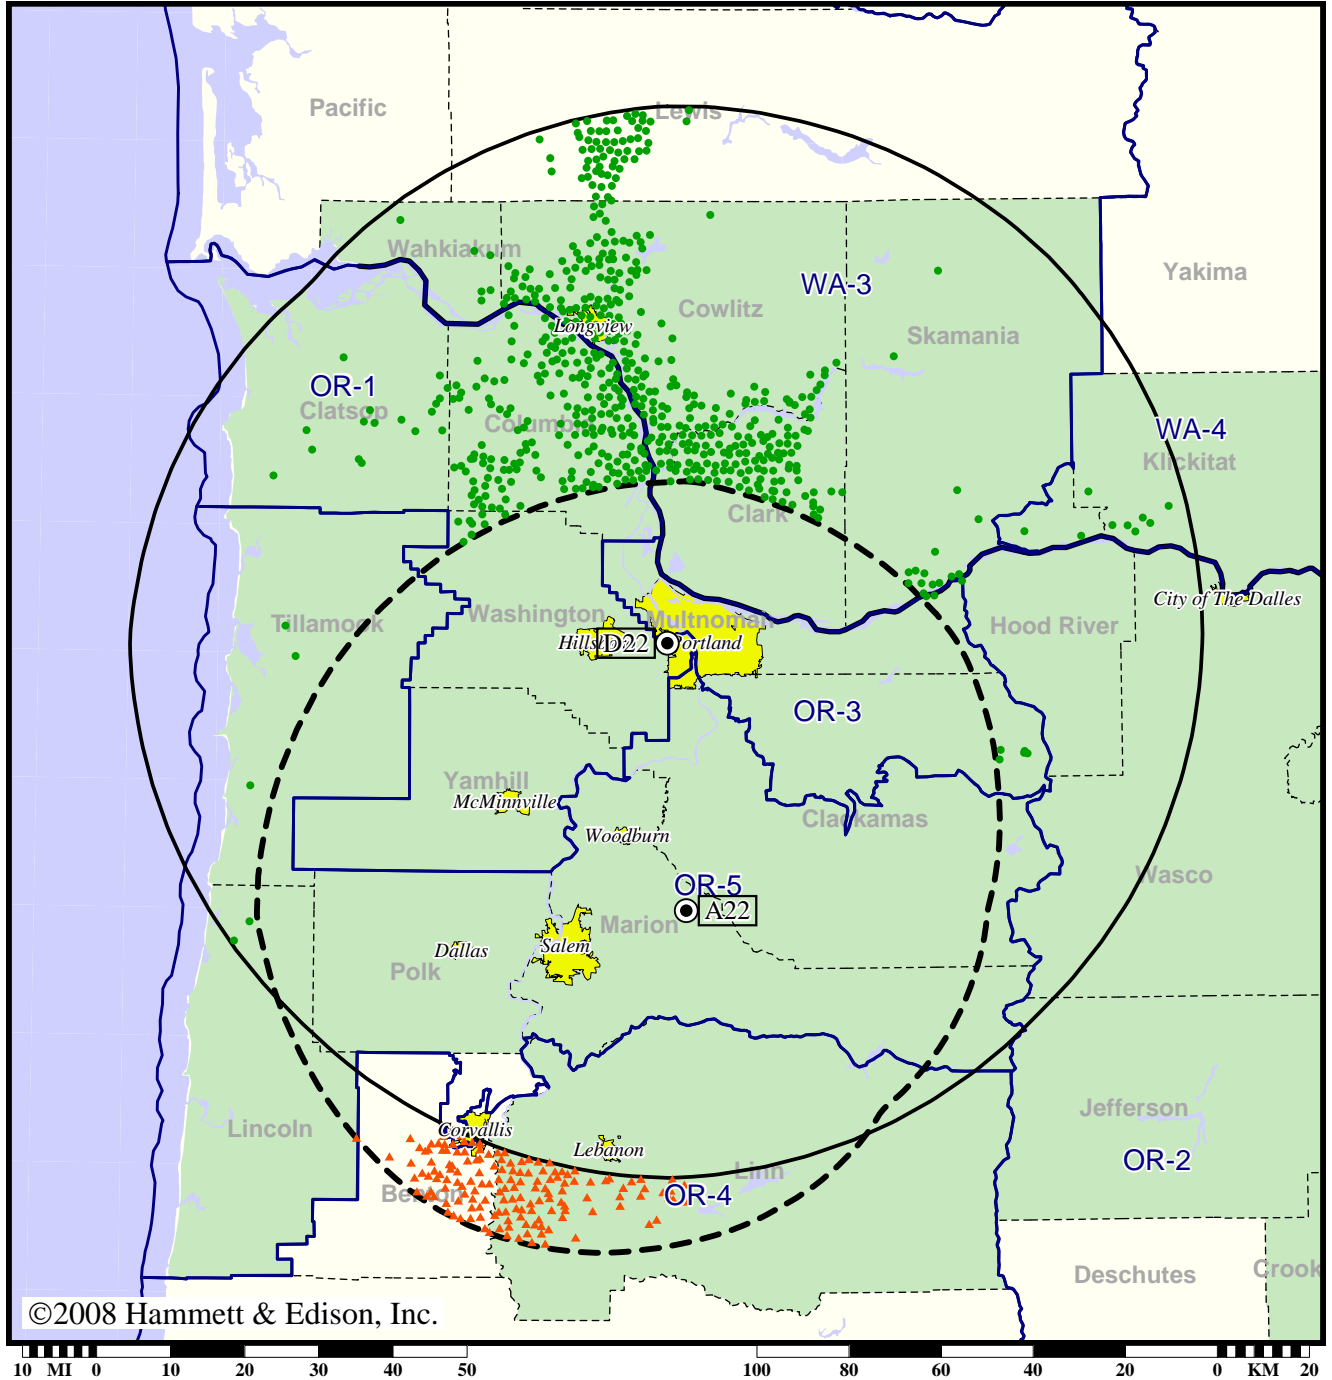 Pacific
Lewis
Wahkiakum
WA-3
Yakima
Cowlitz
Longview
Skamania
OR-1
Clatsop
Columbia
WA-4
Klickitat
Clark
Tillamook
Washington
Multnomah
Hood River
City of The Dalles
D22
Portland
OR-3
Yamhill
McMinnville
Woodburn
Clackamas
OR-5
A22
Wasco
Marion
Dallas
Salem
Polk
Lincoln
Corvallis
Lebanon
Jefferson
OR-2
Benton
Linn
OR-4
Deschutes
Crook
©2008 Hammett & Edison, Inc.
10 MI 0 10 20 30 40 50 100 80 60 40 20 0 KM 20